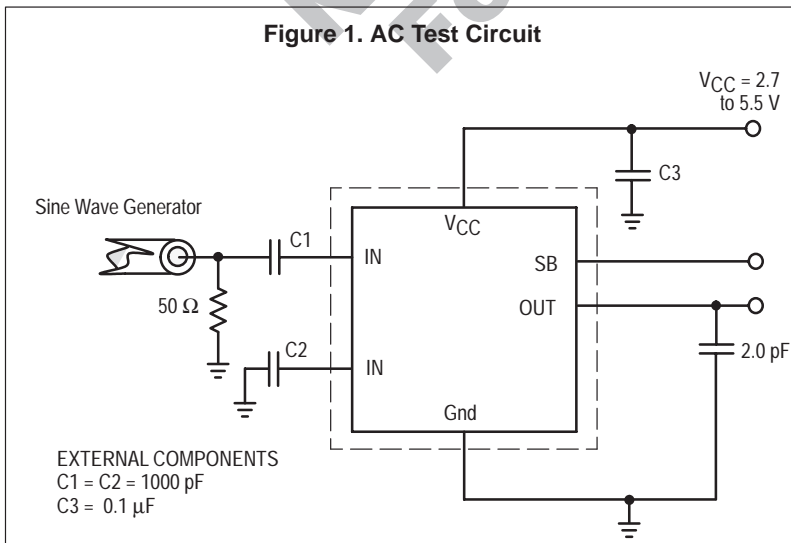 Figure 1. AC Test Circuit
VCC = 2.7
to 5.5 V
C3
Sine Wave Generator
C1
IN
VCC
SB
OUT
50 Ω
C2
IN
2.0 pF
Gnd
EXTERNAL COMPONENTS
C1 = C2 = 1000 pF
C3 = 0.1 μF